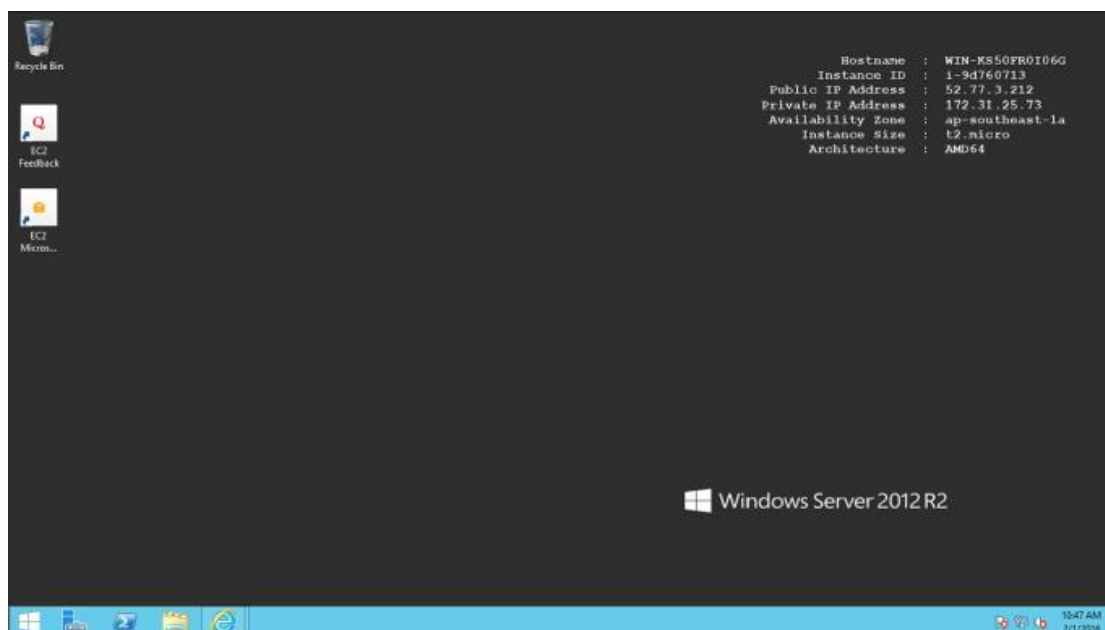 Recycle Bin
EC2
Feedback
EC2
Micros...
Hostname : WIN-KS50FR0I06G
Instance ID : i-9d760713
Public IP Address : 52.77.3.212
Private IP Address : 172.31.25.73
Availability Zone : ap-southeast-1a
Instance Size : t2.micro
Architecture : AMD64
Windows Server 2012 R2
10:47 AM